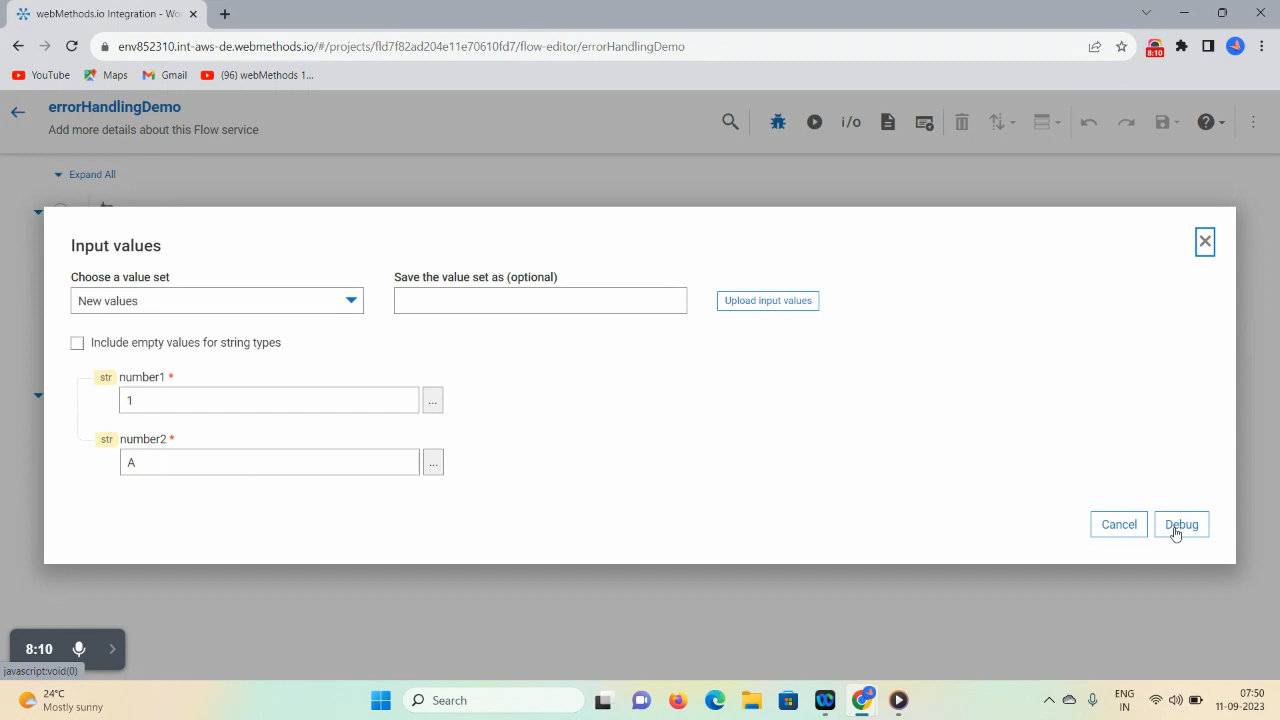 webMethods.io Integration - Wo
env852310.int-aws-de.webmethods.io/#/projects/fld7f82ad204e11e70610fd7/flow-editor/errorHandlingDemo
8:10
YouTube
Maps
Gmail
(96) webMethods 1...
errorHandlingDemo
Add more details about this Flow service
i/o
Expand All
Input values
Choose a value set
Save the value set as (optional)
New values
Upload input values
Include empty values for string types
str number1 *
1
...
str number2 *
A
...
Cancel
Debug
8:10
javascript:void(0)
24°C
Mostly sunny
Search
ENG
IN
07:50
11-09-2023